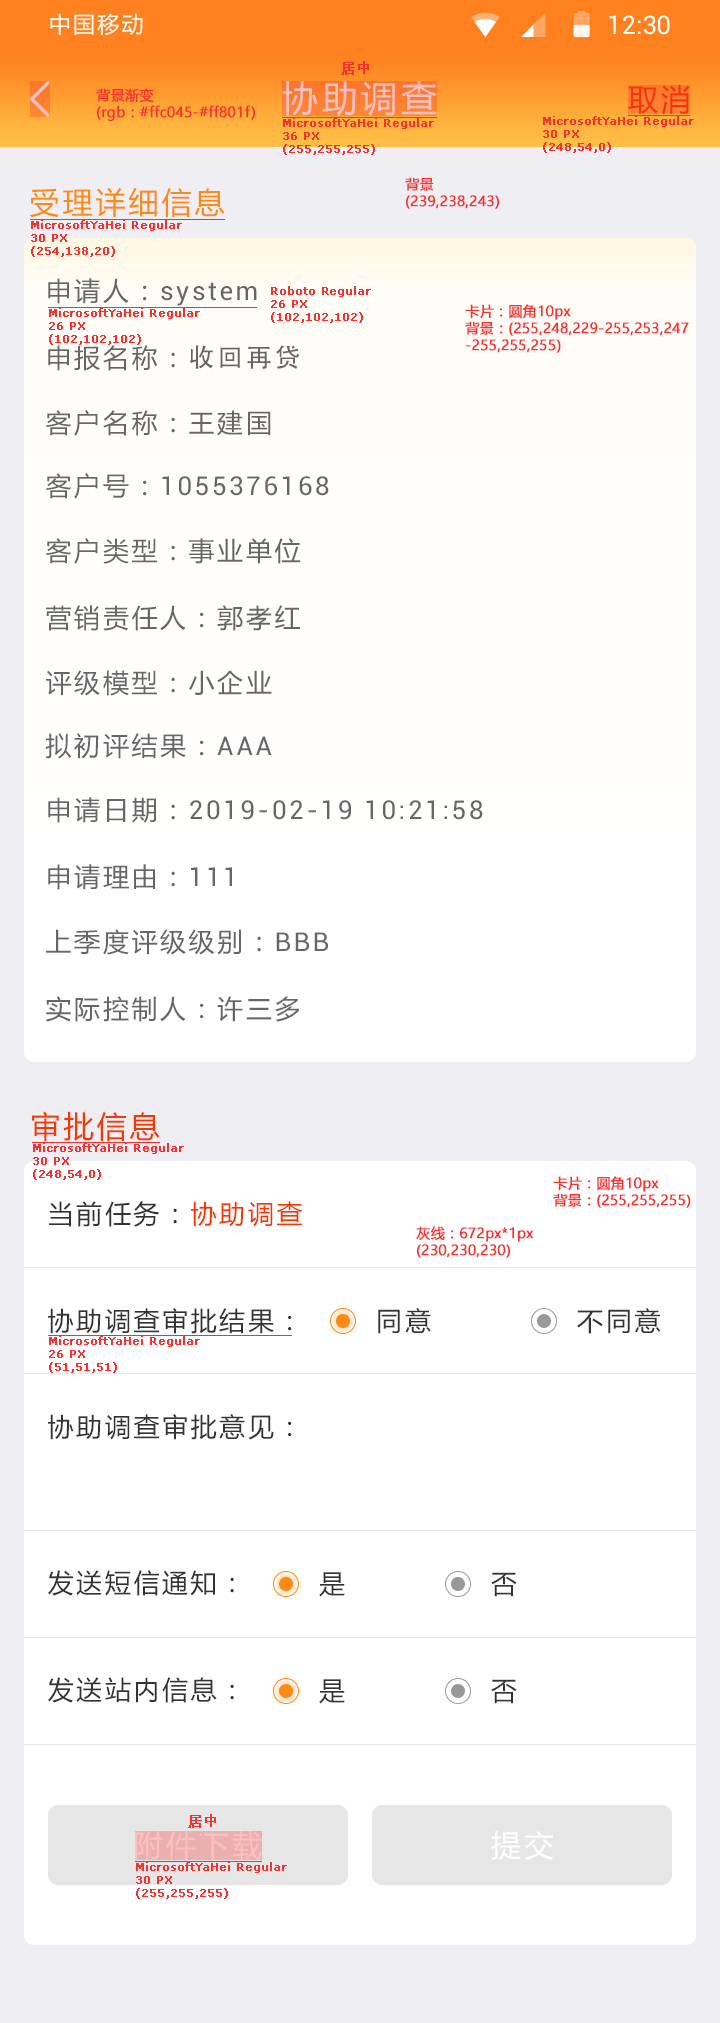 中国移动
12:30
居中
背景渐变
(rgb：#ffc045-#ff801f)
协助调查
取消
MicrosoftYaHei Regular
36 PX
(255,255,255)
MicrosoftYaHei Regular
30 PX
(248,54,0)
背景
(239,238,243)
受理详细信息
MicrosoftYaHei Regular
30 PX
(254,138,20)
申请人：system
Roboto Regular
26 PX
(102,102,102)
MicrosoftYaHei Regular
26 PX
(102,102,102)
卡片：圆角10px
背景：(255,248,229-255,253,247
-255,255,255)
申报名称：收回再贷
客户名称：王建国
客户号：1055376168
客户类型：事业单位
营销责任人：郭孝红
评级模型：小企业
拟初评结果：AAA
申请日期：2019-02-19 10:21:58
申请理由：111
上季度评级级别：BBB
实际控制人：许三多
审批信息
MicrosoftYaHei Regular
30 PX
(248,54,0)
卡片：圆角10px
背景：(255,255,255)
当前任务：协助调查
灰线：672px*1px
(230,230,230)
协助调查审批结果： 同意 不同意
MicrosoftYaHei Regular
26 PX
(51,51,51)
协助调查审批意见：
发送短信通知： 是 否
发送站内信息： 是 否
居中
附件下载
MicrosoftYaHei Regular
30 PX
(255,255,255)
提交